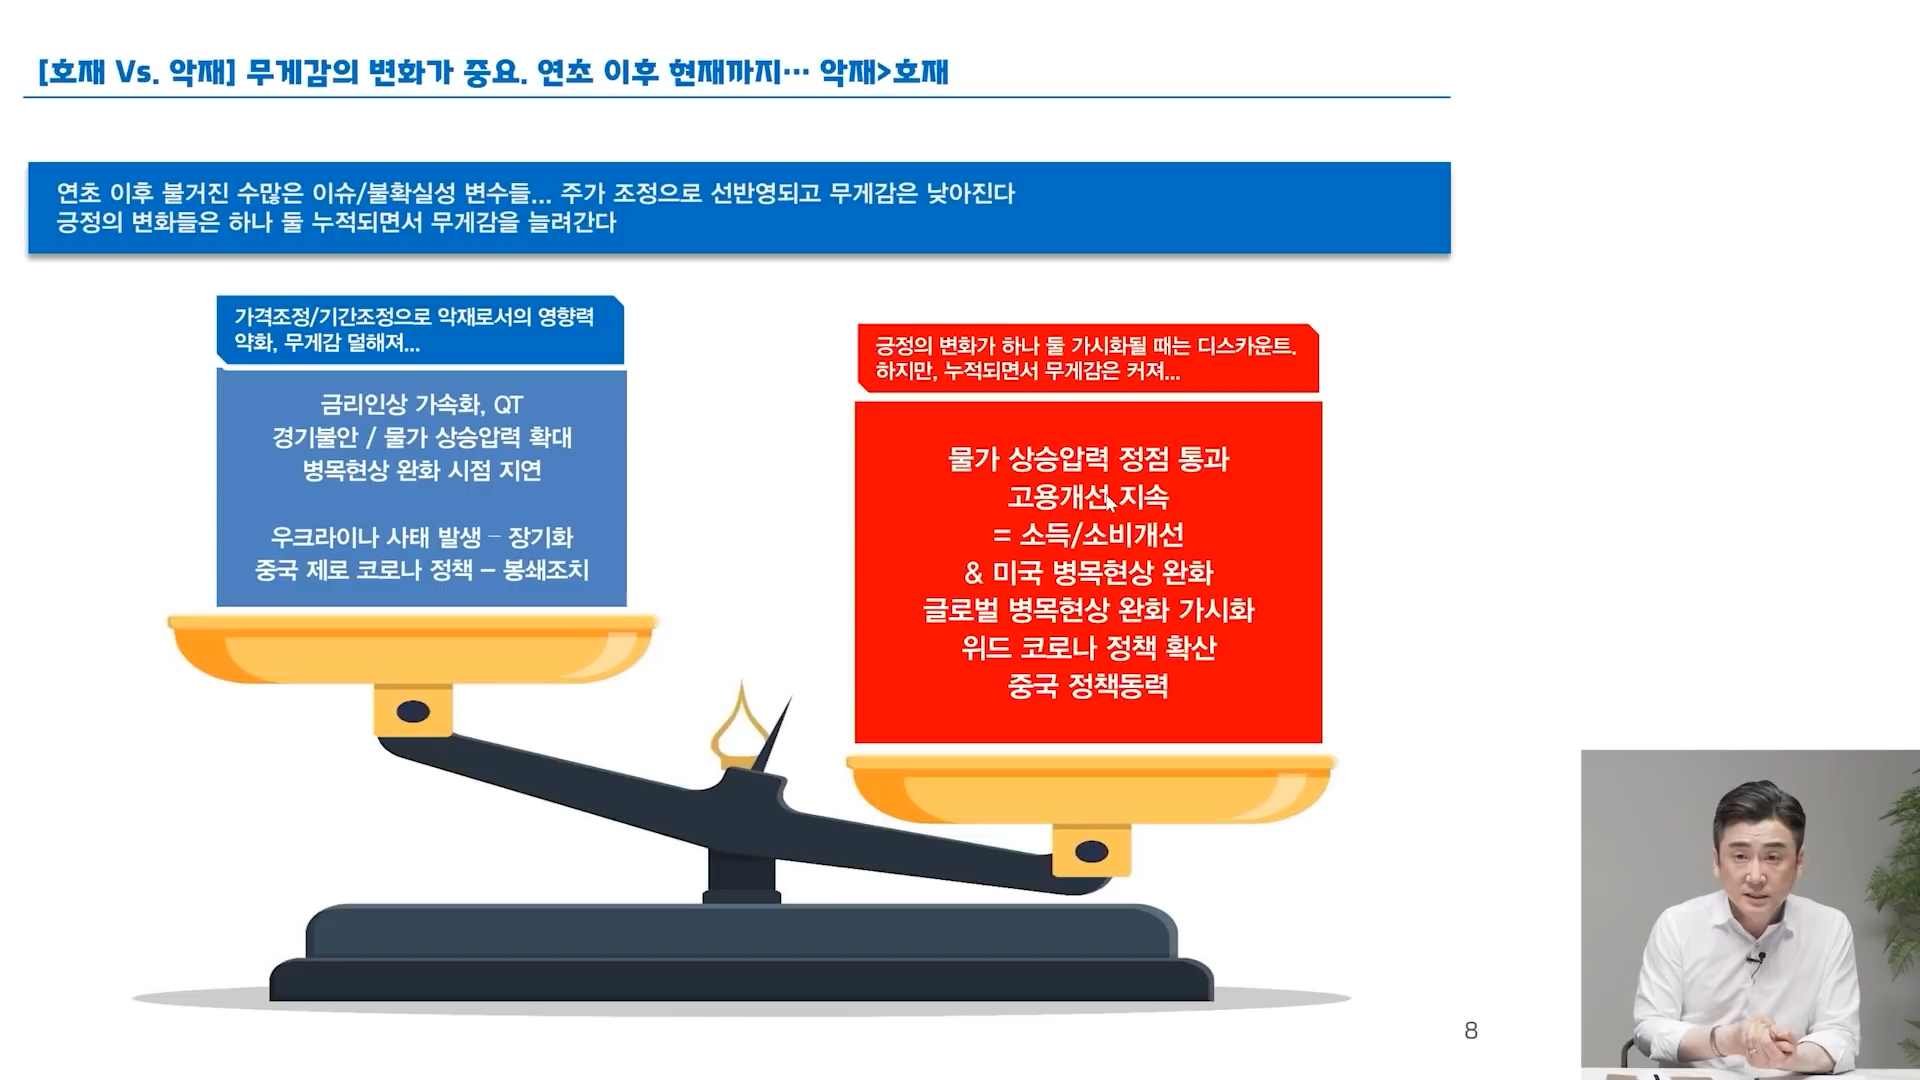 [호재 Vs. 악재] 무게감의 변화가 중요. 연초 이후 현재까지… 악재>호재
연초 이후 불거진 수많은 이슈/불확실성 변수들... 주가 조정으로 선반영되고 무게감은 낮아진다
긍정의 변화들은 하나 둘 누적되면서 무게감을 늘려간다
가격조정/기간조정으로 악재로서의 영향력
약화, 무게감 덜해져...
금리인상 가속화, QT
경기불안 / 물가 상승압력 확대
병목현상 완화 시점 지연
우크라이나 사태 발생 – 장기화
중국 제로 코로나 정책 – 봉쇄조치
긍정의 변화가 하나 둘 가시화될 때는 디스카운트.
하지만, 누적되면서 무게감은 커져...
물가 상승압력 정점 통과
고용개선 지속
= 소득/소비개선
& 미국 병목현상 완화
글로벌 병목현상 완화 가시화
위드 코로나 정책 확산
중국 정책동력
8